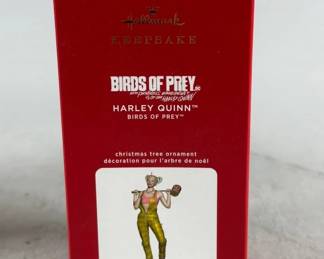 Hallmark
KEEPSAKE
BIRDS OF PREY
HARLEY QUINN™
BIRDS OF PREY™
christmas tree ornament
décoration pour l'arbre de noël